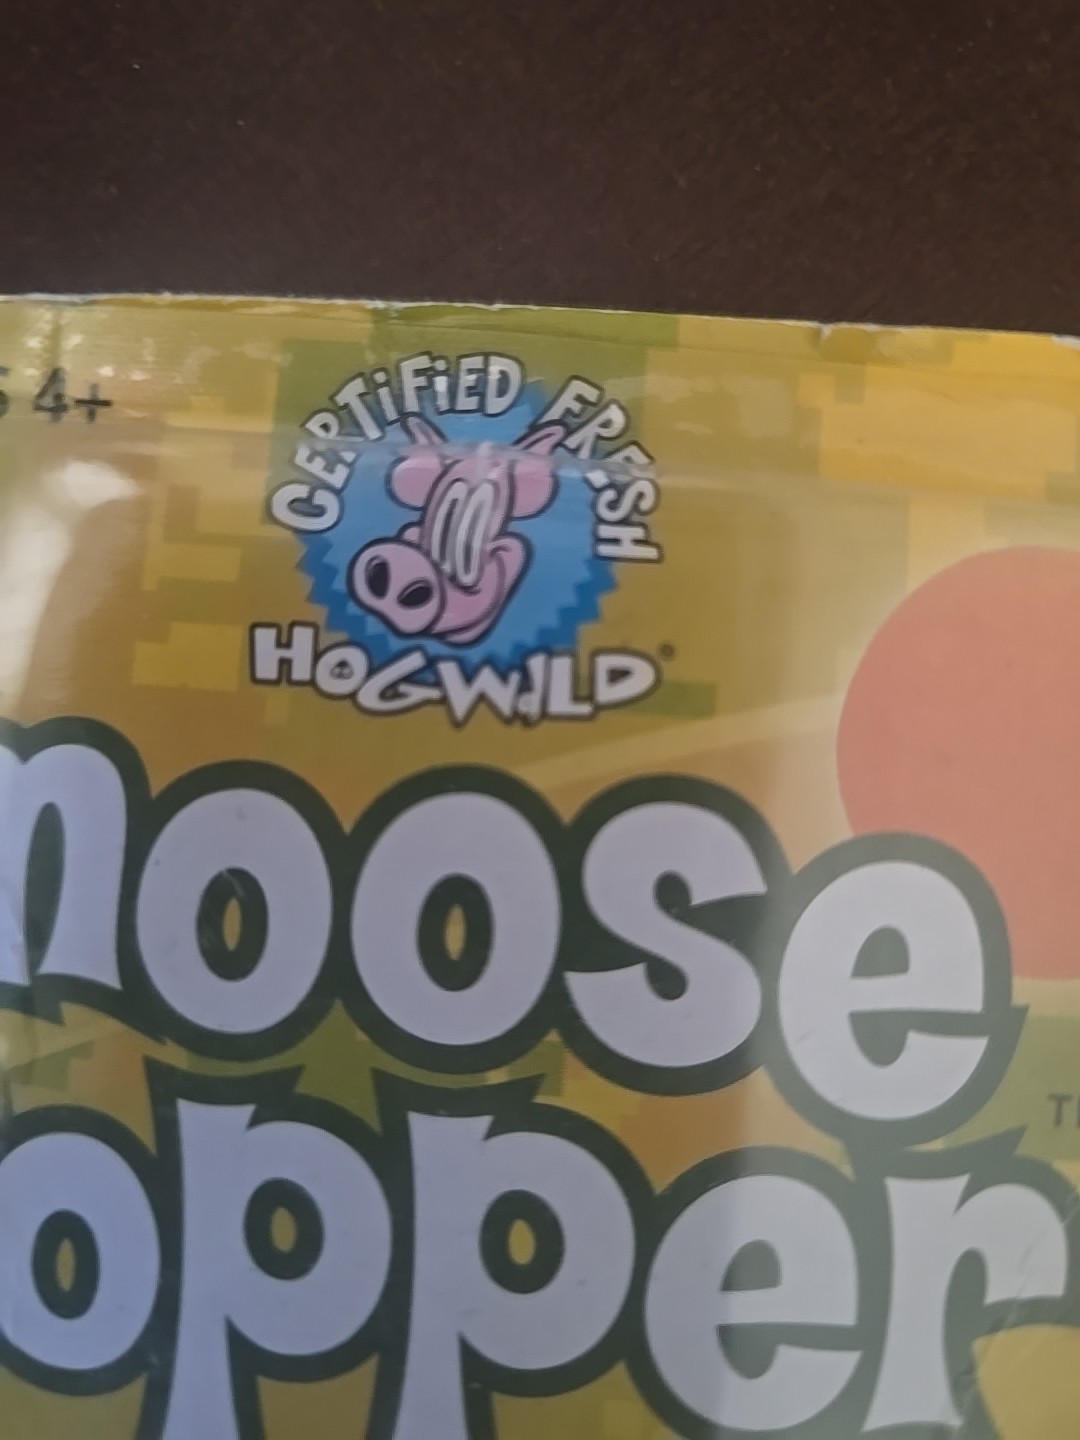 4+
CERTiFiED FRESH
HOGWiLD®
moose
opper